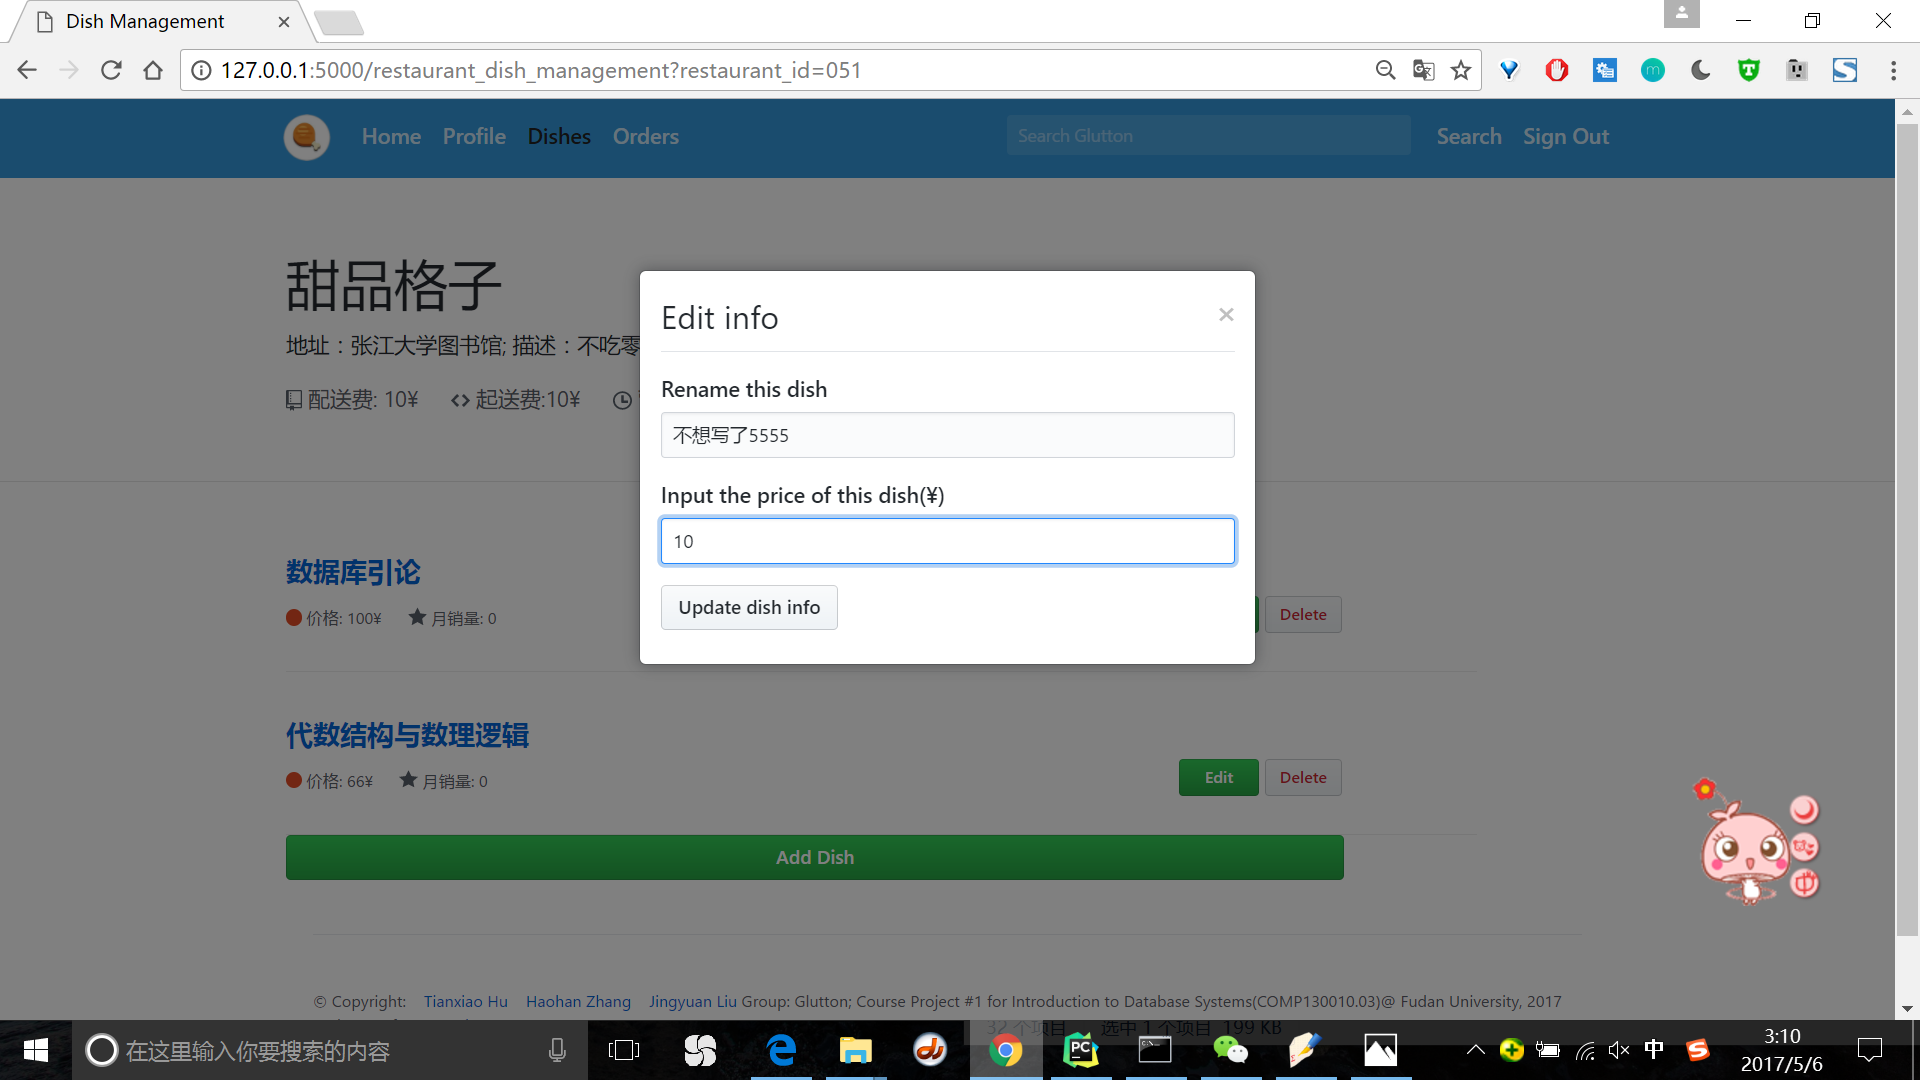 Dish Management
127.0.0.1:5000/restaurant_dish_management?restaurant_id=051
Home Profile Dishes Orders Search Glutton Search Sign Out
甜品格子
地址：张江大学图书馆; 描述：不吃零
配送费: 10¥ 起送费:10¥
Edit info
Rename this dish
不想写了5555
Input the price of this dish(¥)
10
Update dish info
数据库引论
价格: 100¥ 月销量: 0
Delete
代数结构与数理逻辑
价格: 66¥ 月销量: 0
Edit Delete
Add Dish
© Copyright: Tianxiao Hu Haohan Zhang Jingyuan Liu Group: Glutton; Course Project #1 for Introduction to Database Systems(COMP130010.03)@ Fudan University, 2017
32 个项目 选中 1 个项目 199 KB
在这里输入你要搜索的内容
中
3:10
2017/5/6